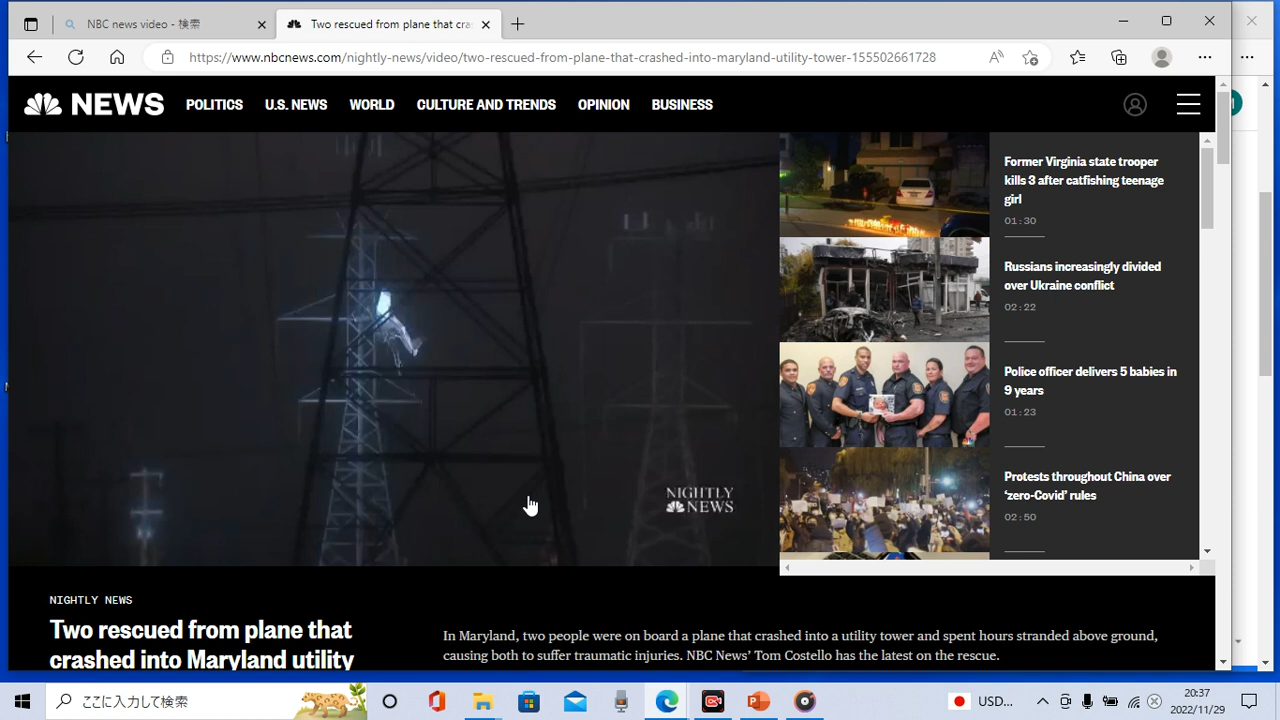 NBC news video - 検索
Two rescued from plane that cra
https://www.nbcnews.com/nightly-news/video/two-rescued-from-plane-that-crashed-into-maryland-utility-tower-155502661728
NEWS POLITICS U.S. NEWS WORLD CULTURE AND TRENDS OPINION BUSINESS
NIGHTLY
NEWS
Former Virginia state trooper
kills 3 after catfishing teenage
girl
01:30
Russians increasingly divided
over Ukraine conflict
02:22
Police officer delivers 5 babies in
9 years
01:23
Protests throughout China over
‘zero-Covid’ rules
02:50
NIGHTLY NEWS
Two rescued from plane that
crashed into Maryland utility
In Maryland, two people were on board a plane that crashed into a utility tower and spent hours stranded above ground,
causing both to suffer traumatic injuries. NBC News’ Tom Costello has the latest on the rescue.
ここに入力して検索
USD...
20:37
2022/11/29